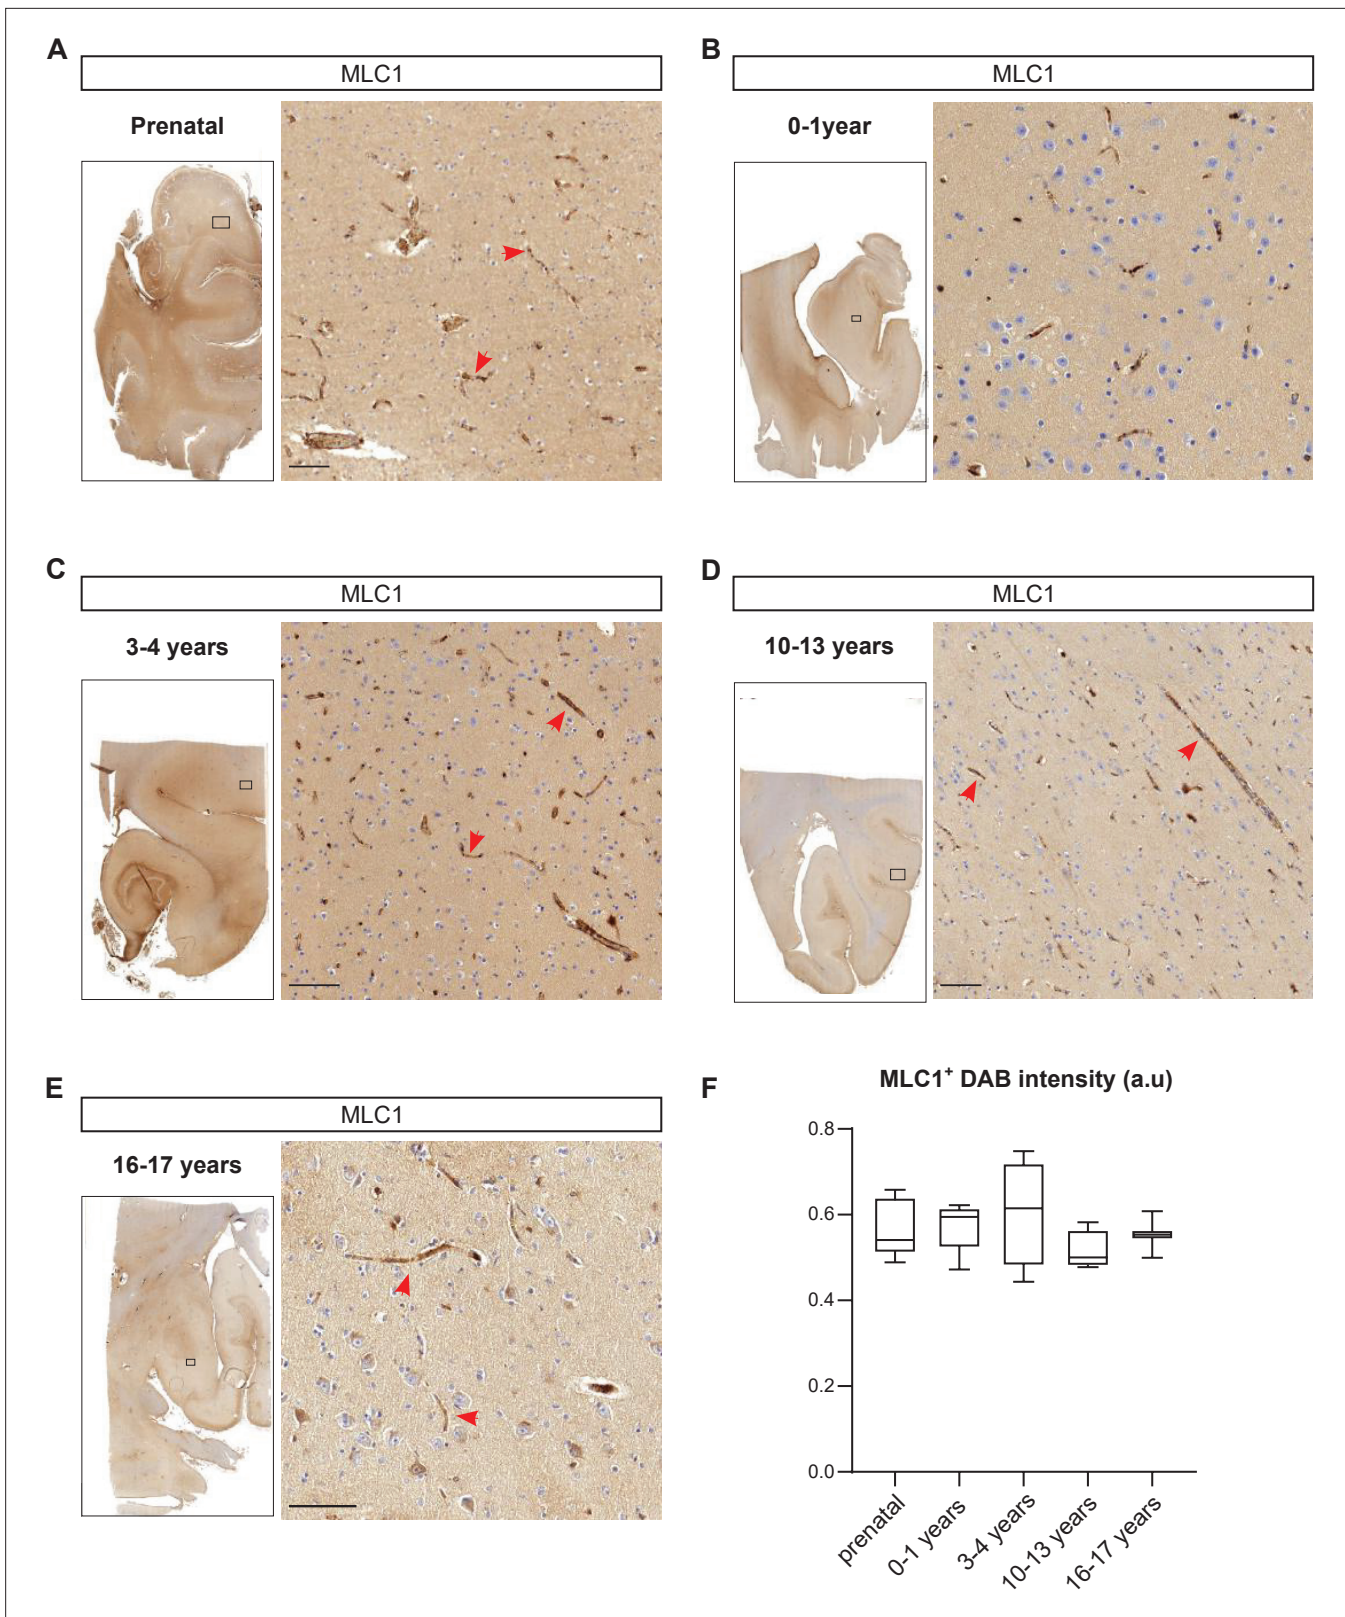 A
MLC1
Prenatal
B
MLC1
0-1year
C
MLC1
3-4 years
D
MLC1
10-13 years
E
MLC1
16-17 years
F
MLC1+ DAB intensity (a.u)
0.8
0.6
0.4
0.2
0.0
prenatal
0-1 years
3-4 years
10-13 years
16-17 years